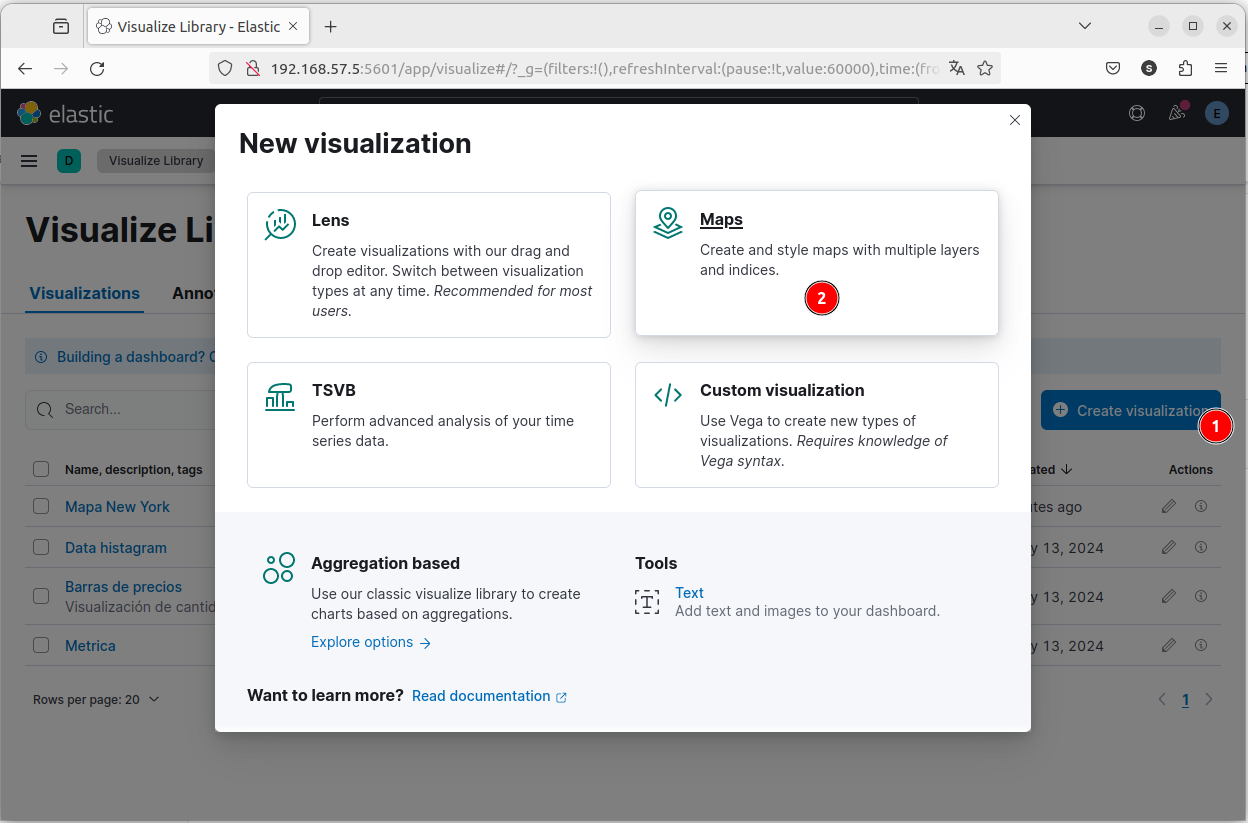 Visualize Library - Elastic
192.168.57.5:5601/app/visualize#/?_g=(filters:!(),refreshInterval:(pause:!t,value:60000),time:(fro
S
elastic
E
D
Visualize Library
New visualization
Visualize Li
Visualizations
Anno
Building a dashboard?
Search...
Create visualization
1
Lens
Create visualizations with our drag and
drop editor. Switch between visualization
types at any time. Recommended for most
users.
Maps
Create and style maps with multiple layers
and indices.
2
TSVB
Perform advanced analysis of your time
series data.
Custom visualization
Use Vega to create new types of
visualizations. Requires knowledge of
Vega syntax.
Name, description, tags
ated
Actions
Mapa New York
tes ago
Data histagram
y 13, 2024
Barras de precios
Visualización de cantid
y 13, 2024
Metrica
y 13, 2024
Aggregation based
Use our classic visualize library to create
charts based on aggregations.
Explore options
Tools
Text
Add text and images to your dashboard.
Want to learn more? Read documentation
Rows per page: 20
1